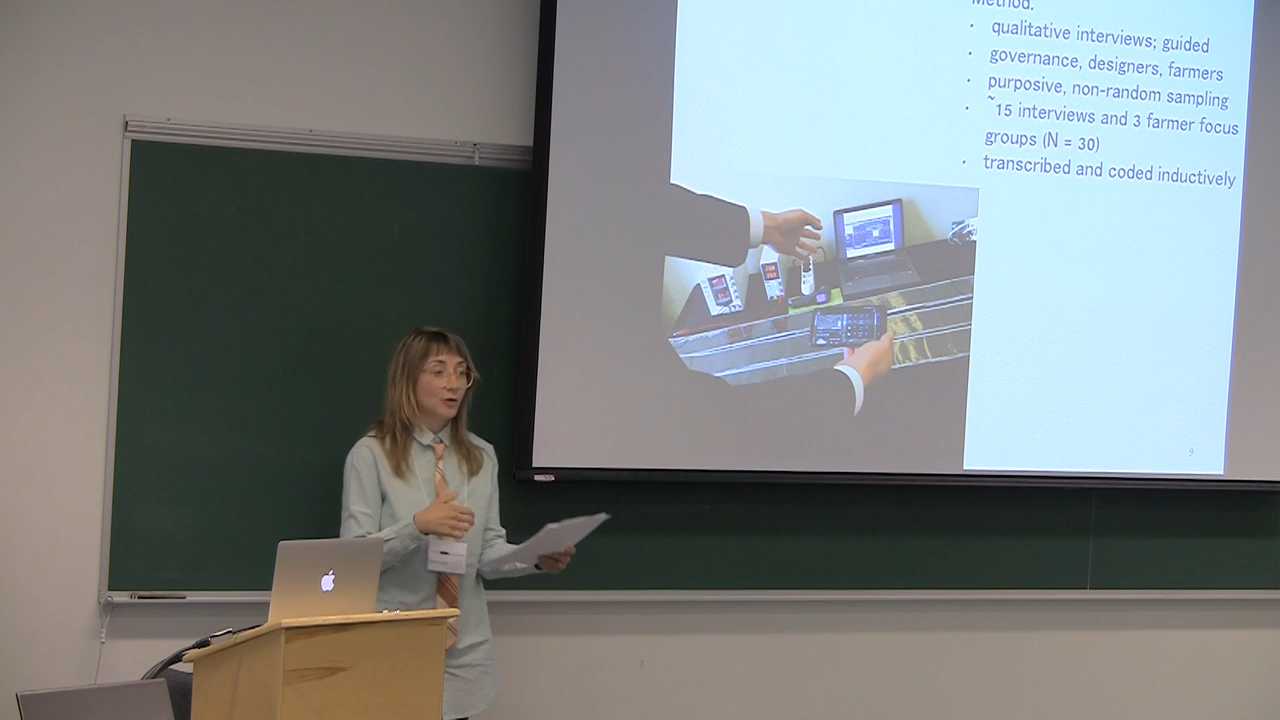 Method:
· qualitative interviews; guided
governance, designers, farmers
· purposive, non-random sampling
· ~15 interviews and 3 farmer focus
groups (N = 30)
· transcribed and coded inductively
9